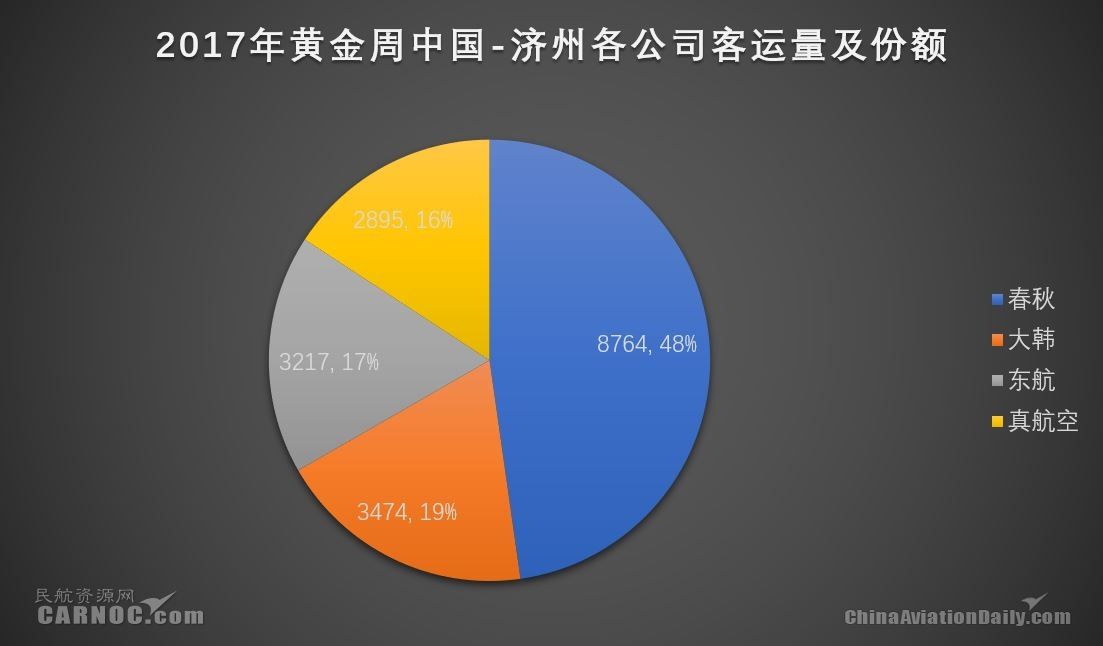 2017年黄金周中国-济州各公司客运量及份额
2895, 16%
8764, 48%
3217, 17%
3474, 19%
春秋
大韩
东航
真航空
民航资源网
CARNOC.com
ChinaAviationDaily.com